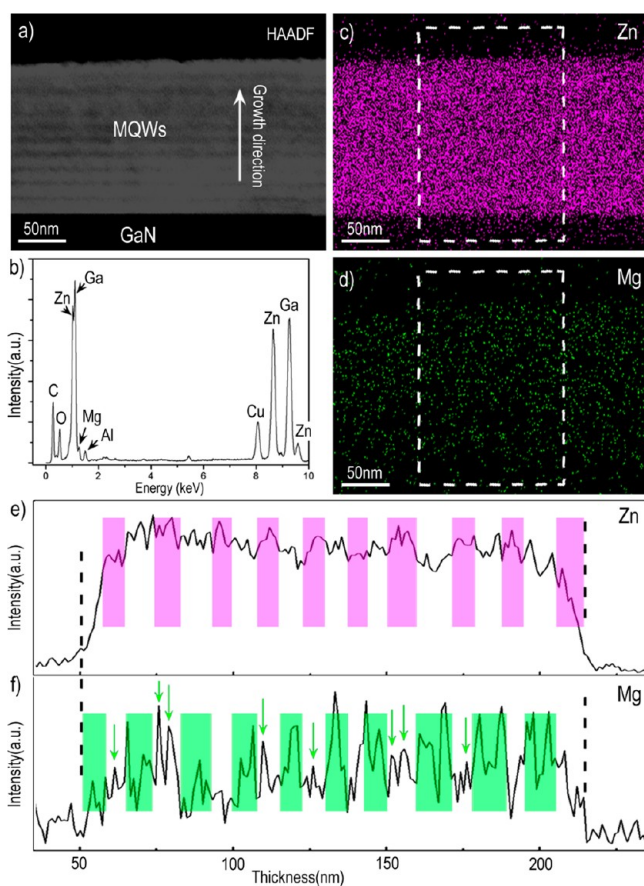 a)
HAADF
MQWs
Growth direction
50nm
GaN
c)
Zn
50nm
b)
Intensity(a.u.)
C
O
Zn
Ga
Mg
Al
Cu
Zn
Ga
Zn
0 2 4 6 8 10
Energy (keV)
d)
Mg
50nm
e)
Zn
Intensity(a.u.)
f)
Mg
Intensity(a.u.)
50 100 150 200
Thickness(nm)